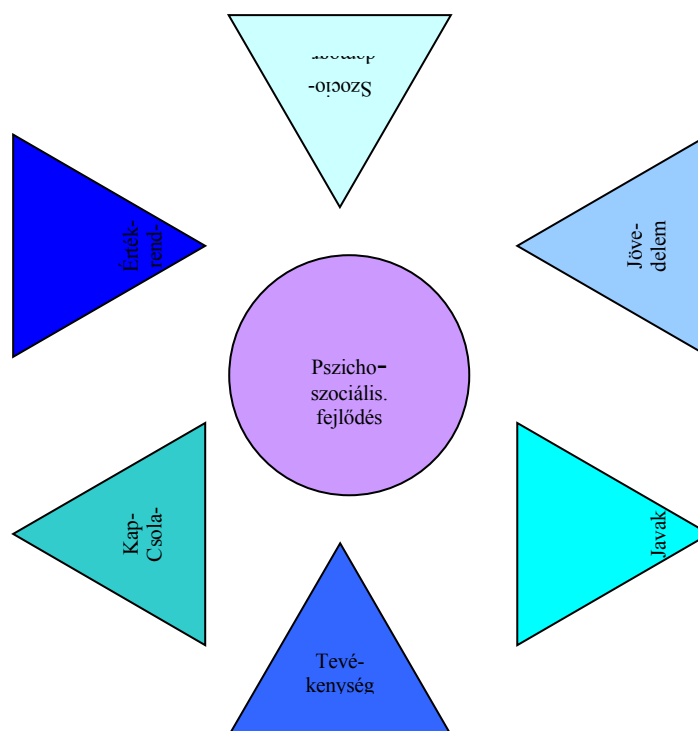 Szocio-
Érték-
rend-
Jöve-
delem
Pszicho-
szociális.
fejlődés
Kap-
Csola-
Javak
Tevé-
kenység